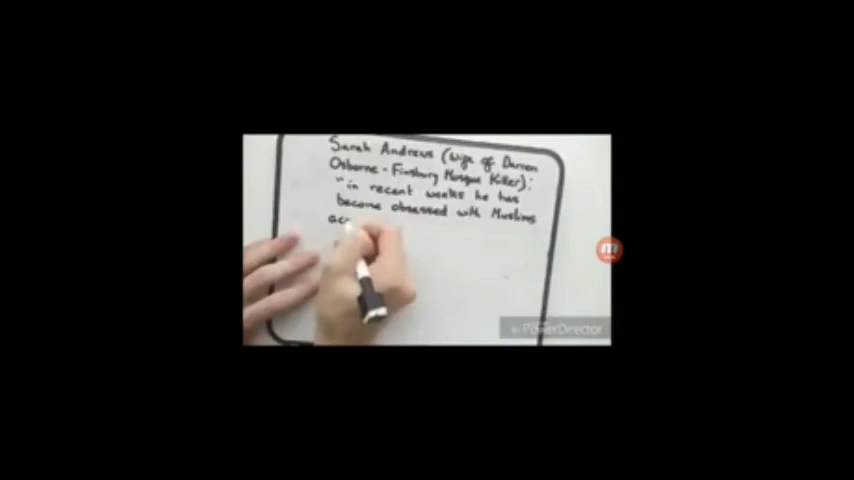 Sarah Andrews (Wife of Darren
Osborne - Finsbury Mosque Killer):
"in recent weeks he has
become obsessed with Muslims
acc
PowerDirector